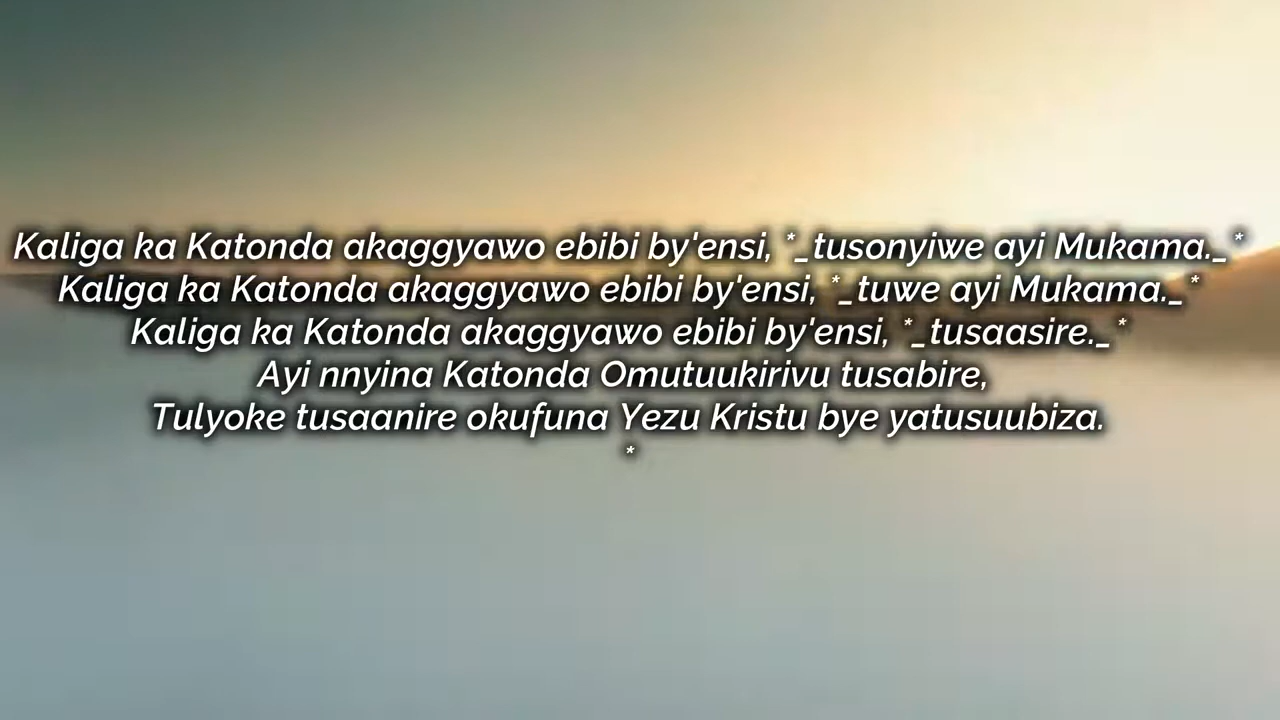 Kaliga ka Katonda akaggyawo ebibi by'ensi, *_tusonyiwe ayi Mukama._*
Kaliga ka Katonda akaggyawo ebibi by'ensi, *_tuwe ayi Mukama._*
Kaliga ka Katonda akaggyawo ebibi by'ensi, *_tusaasire._*
Ayi nnyina Katonda Omutuukirivu tusabire,
Tulyoke tusaanire okufuna Yezu Kristu bye yatusuubiza.
*